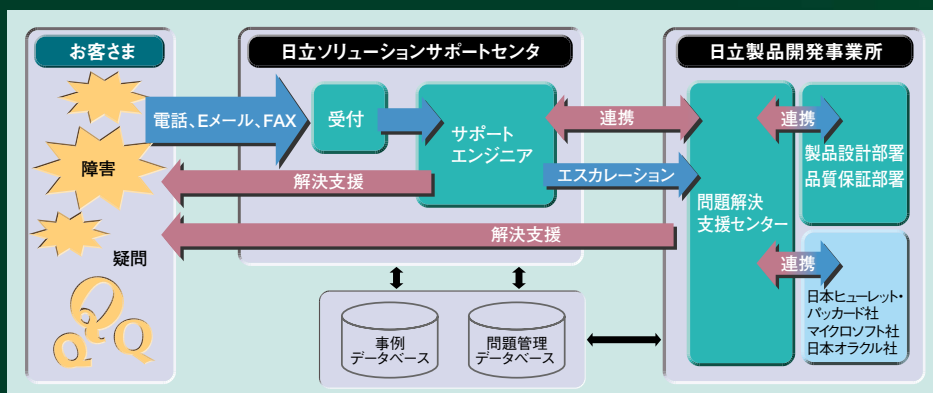 お客さま
障害
疑問
Q
Q
Q
電話、Eメール、FAX
解決支援
解決支援
日立ソリューションサポートセンタ
受付
サポート
エンジニア
連携
エスカレーション
事例
データベース
問題管理
データベース
日立製品開発事業所
問題解決
支援センター
連携
製品設計部署
品質保証部署
連携
日本ヒューレット・
パッカード社
マイクロソフト社
日本オラクル社